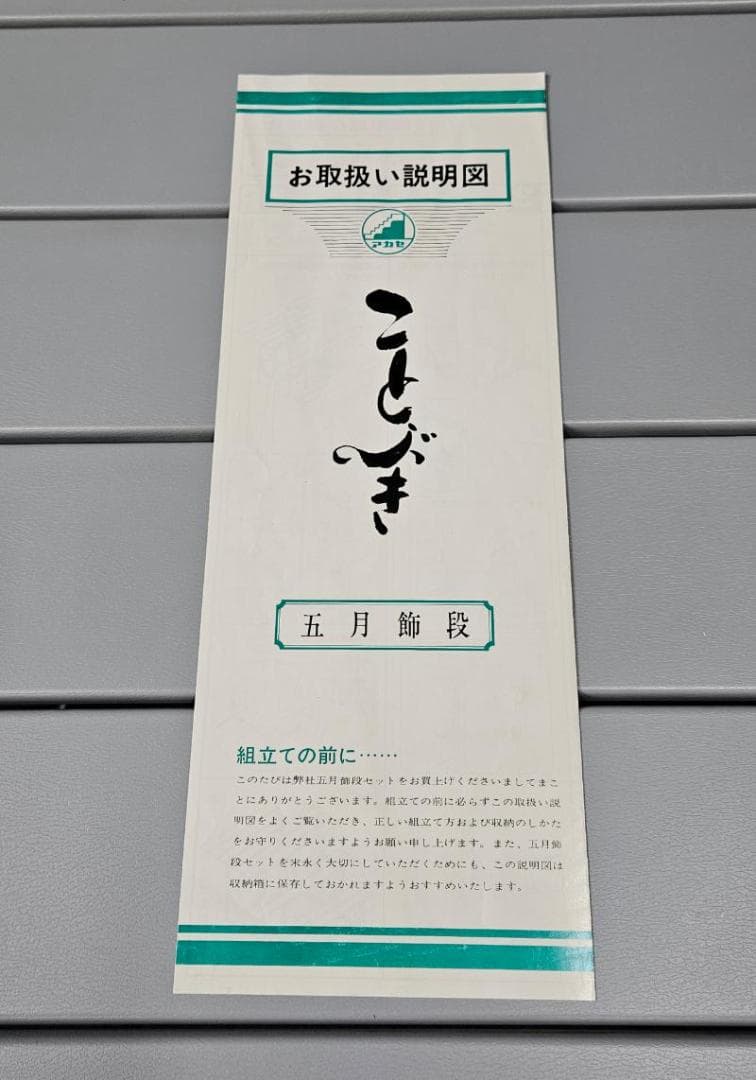 お取扱い説明図
アカセ
ことぶき
五月飾段
組立ての前に……
このたびは弊社五月飾段セットをお買上げくださいましてまこ
とにありがとうございます。組立ての前に必らずこの取扱い説
明図をよくご覧いただき、正しい組立て方および収納のしかた
をお守りくださいますようお願い申し上げます。また、五月飾
段セットを末永く大切にしていただくためにも、この説明図は
収納箱に保存しておかれますようおすすめいたします。